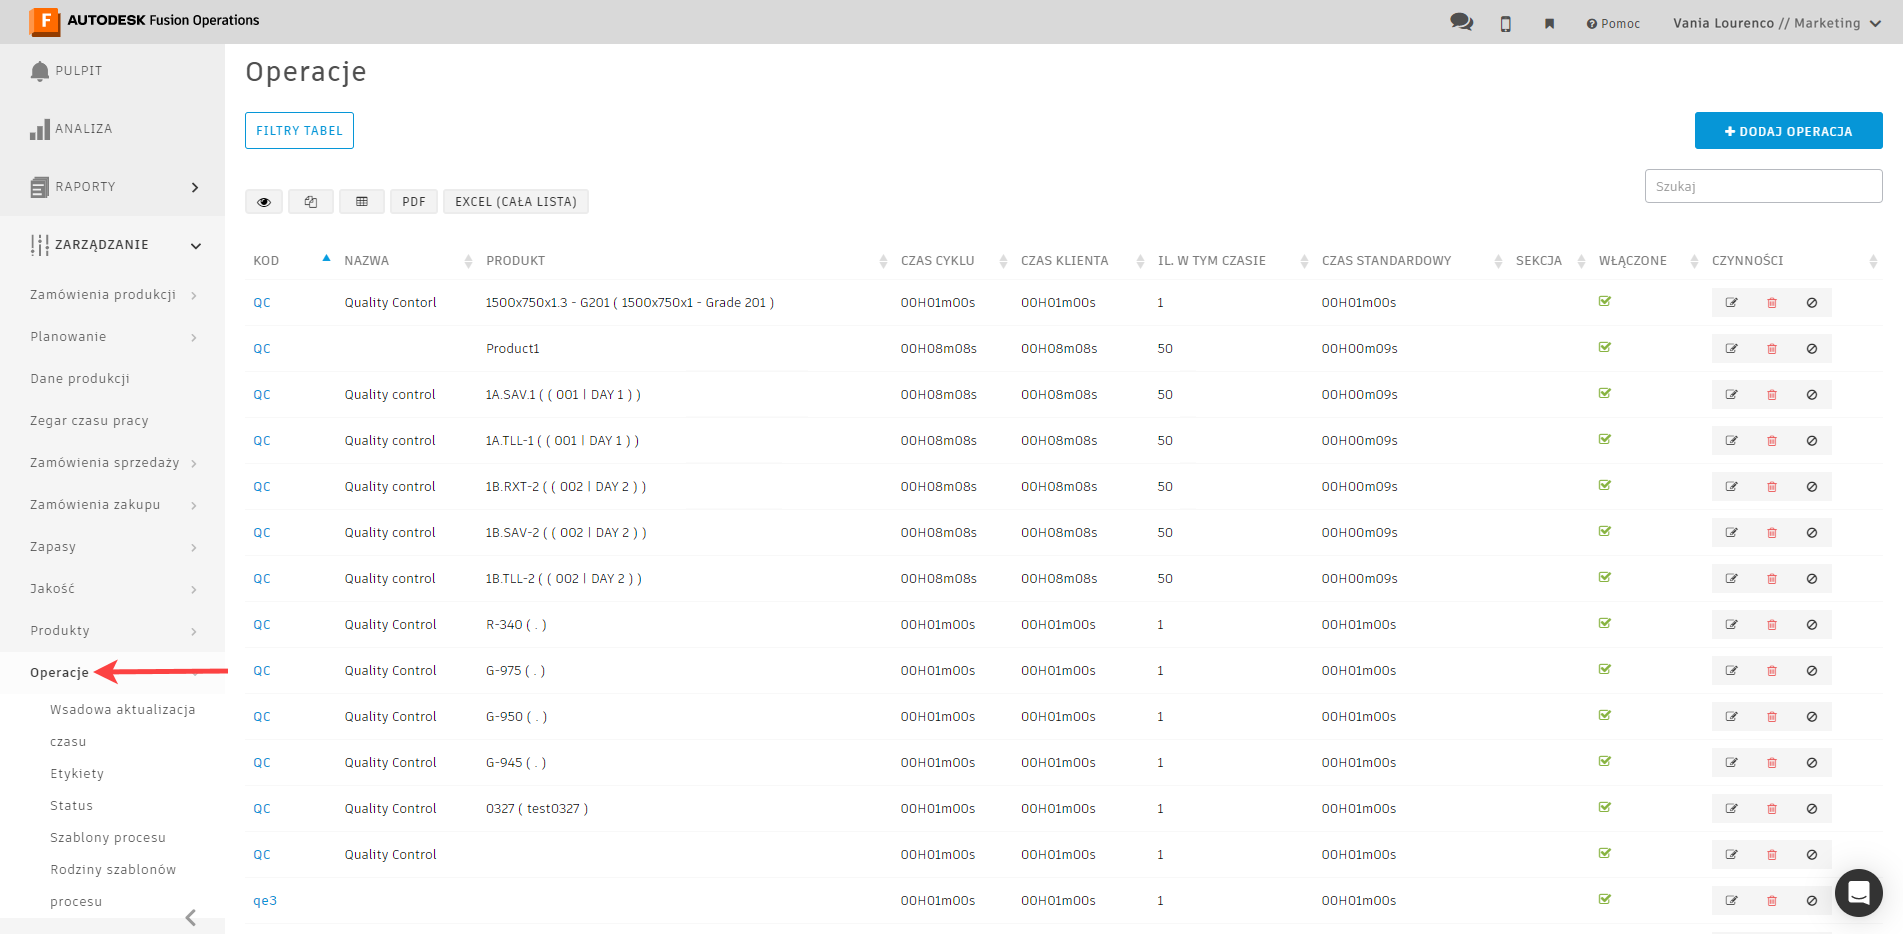 F AUTODESK Fusion Operations
Pomoc
Vania Lourenco // Marketing
PULPIT
ANALIZA
RAPORTY
ZARZĄDZANIE
Zamówienia produkcji
Planowanie
Dane produkcji
Zegar czasu pracy
Zamówienia sprzedaży
Zamówienia zakupu
Zapasy
Jakość
Produkty
Operacje
Wsadowa aktualizacja
czasu
Etykiety
Status
Szablony procesu
Rodziny szablonów
procesu
Operacje
FILTRY TABEL
DODAJ OPERACJA
Szukaj
PDF EXCEL (CAŁA LISTA)
KOD NAZWA PRODUKT CZAS CYKLU CZAS KLIENTA IL. W TYM CZASIE CZAS STANDARDOWY SEKCJA WŁĄCZONE CZYNNOŚCI
QC Quality Contorl 1500x750x1.3 - G201 ( 1500x750x1 - Grade 201 ) 00H01m00s 00H01m00s 1 00H01m00s
QC Product1 00H08m08s 00H08m08s 50 00H00m09s
QC Quality control 1A.SAV.1 ( ( 001 | DAY 1 ) ) 00H08m08s 00H08m08s 50 00H00m09s
QC Quality control 1A.TLL-1 ( ( 001 | DAY 1 ) ) 00H08m08s 00H08m08s 50 00H00m09s
QC Quality control 1B.RXT-2 ( ( 002 | DAY 2 ) ) 00H08m08s 00H08m08s 50 00H00m09s
QC Quality control 1B.SAV-2 ( ( 002 | DAY 2 ) ) 00H08m08s 00H08m08s 50 00H00m09s
QC Quality control 1B.TLL-2 ( ( 002 | DAY 2 ) ) 00H08m08s 00H08m08s 50 00H00m09s
QC Quality Control R-340 ( . ) 00H01m00s 00H01m00s 1 00H01m00s
QC Quality Control G-975 ( . ) 00H01m00s 00H01m00s 1 00H01m00s
QC Quality Control G-950 ( . ) 00H01m00s 00H01m00s 1 00H01m00s
QC Quality Control G-945 ( . ) 00H01m00s 00H01m00s 1 00H01m00s
QC Quality Control 0327 ( test0327 ) 00H01m00s 00H01m00s 1 00H01m00s
QC Quality Control 00H01m00s 00H01m00s 1 00H01m00s
qe3 00H01m00s 00H01m00s 1 00H01m00s